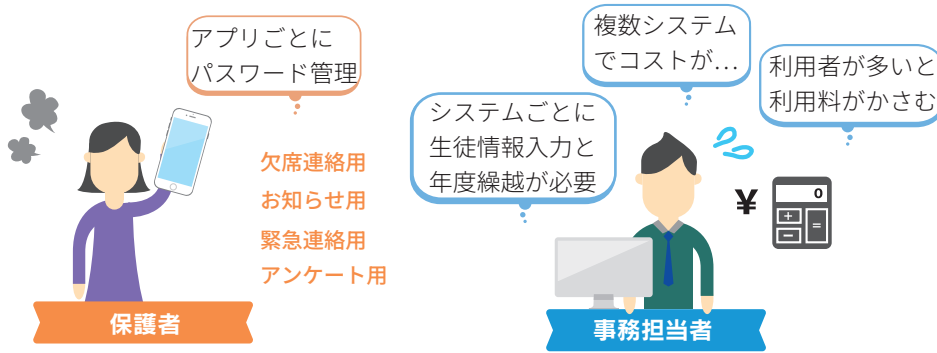 アプリごとに
パスワード管理
欠席連絡用
お知らせ用
緊急連絡用
アンケート用
保護者
複数システム
でコストが…
利用者が多いと
利用料がかさむ
システムごとに
生徒情報入力と
年度繰越が必要
¥
0
+
-
=
事務担当者